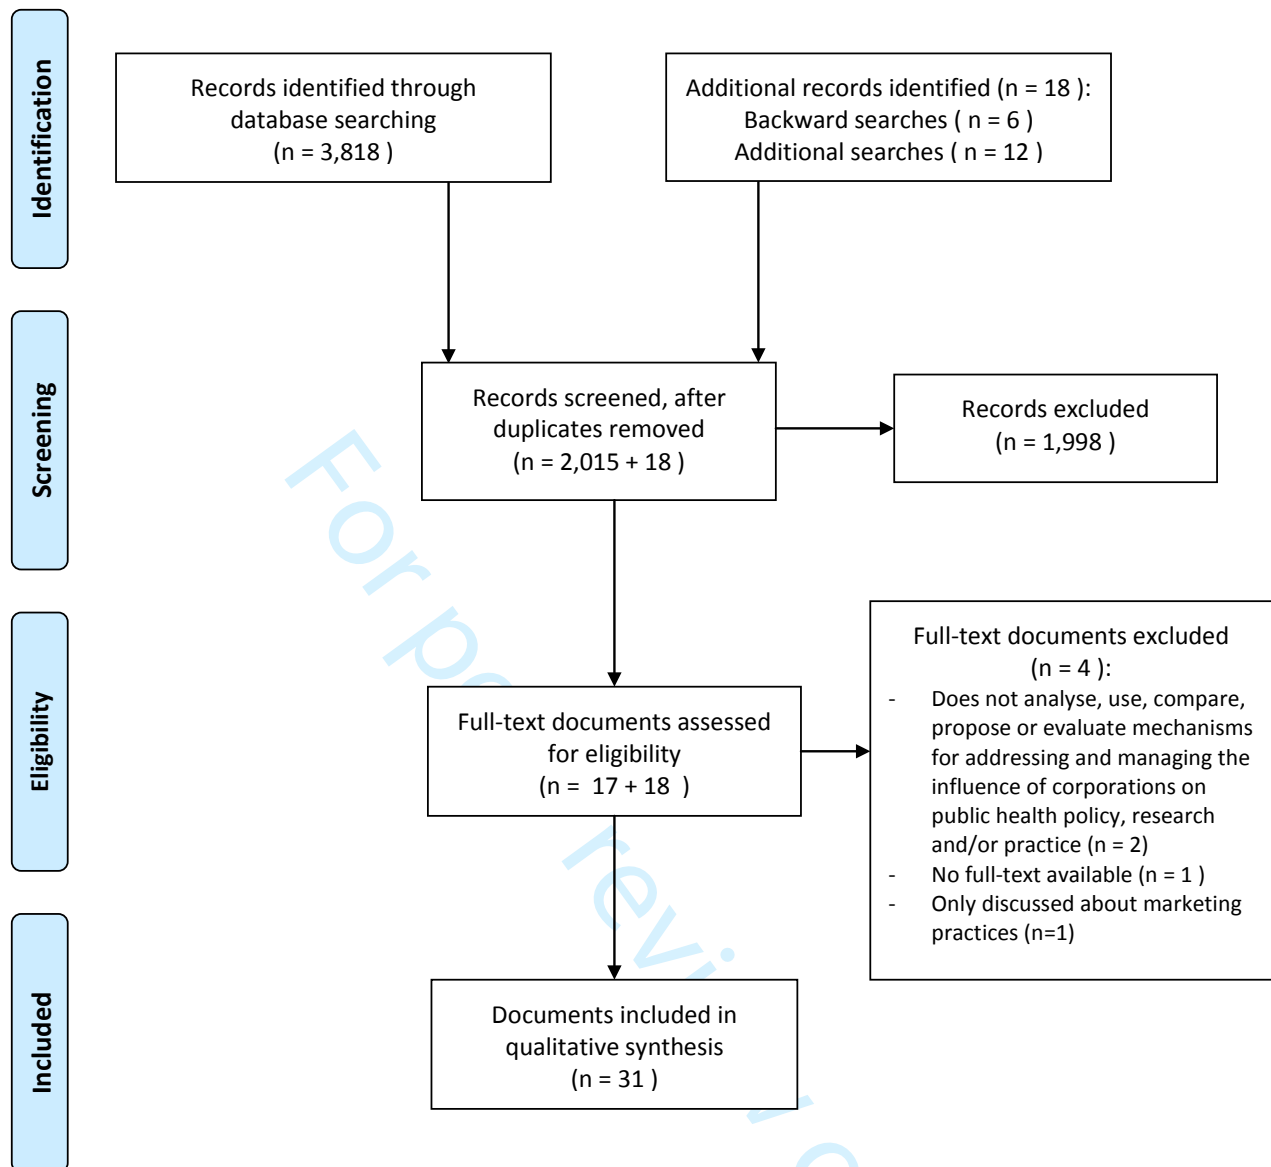 Identification
Records identified through
database searching
(n = 3,818 )
Additional records identified (n = 18 ):
Backward searches ( n = 6 )
Additional searches ( n = 12 )
Screening
Records screened, after
duplicates removed
(n = 2,015 + 18 )
Records excluded
(n = 1,998 )
Eligibility
Full-text documents assessed
for eligibility
(n =  17 + 18  )
Full-text documents excluded
(n = 4 ):
- Does not analyse, use, compare,
propose or evaluate mechanisms
for addressing and managing the
influence of corporations on
public health policy, research
and/or practice (n = 2)
- No full-text available (n = 1 )
- Only discussed about marketing
practices (n=1)
Included
Documents included in
qualitative synthesis
(n = 31 )
For